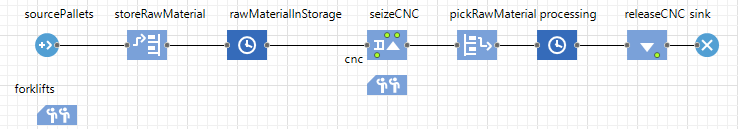 sourcePallets storeRawMaterial rawMaterialInStorage seizeCNC pickRawMaterial processing releaseCNC sink
cnc
forklifts